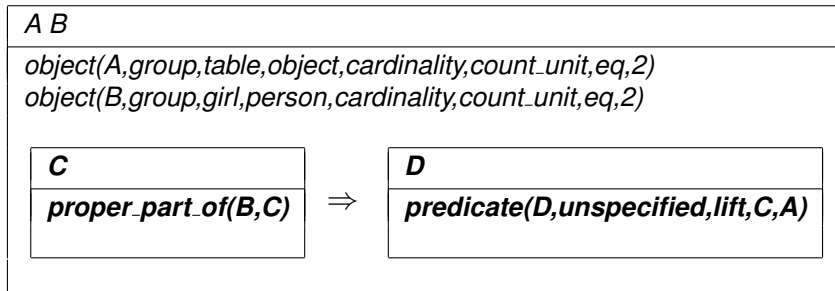 A B
object(A,group,table,object,cardinality,count_unit,eq,2)
object(B,group,girl,person,cardinality,count_unit,eq,2)
C ⇒ D
proper_part_of(B,C) predicate(D,unspecified,lift,C,A)